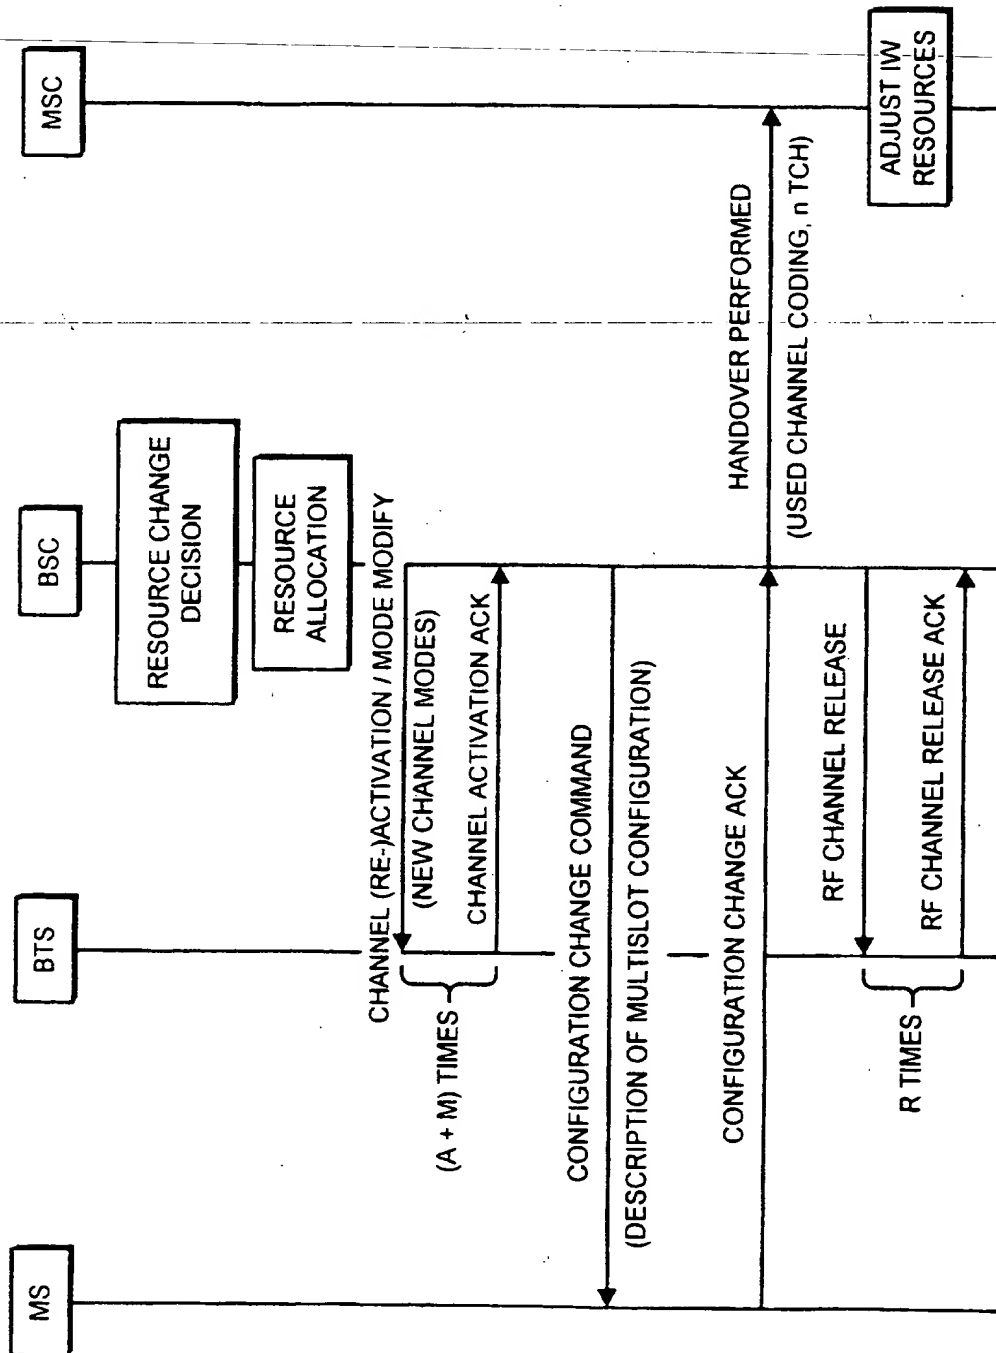 MS
BTS
BSC
MSC
RESOURCE CHANGE
DECISION
RESOURCE
ALLOCATION
CHANNEL (RE-)ACTIVATION / MODE MODIFY
(NEW CHANNEL MODES)
CHANNEL ACTIVATION ACK
(A + M) TIMES
CONFIGURATION CHANGE COMMAND
(DESCRIPTION OF MULTISLOT CONFIGURATION)
CONFIGURATION CHANGE ACK
HANDOVER PERFORMED
(USED CHANNEL CODING, n TCH)
RF CHANNEL RELEASE
R TIMES
RF CHANNEL RELEASE ACK
ADJUST IW
RESOURCES